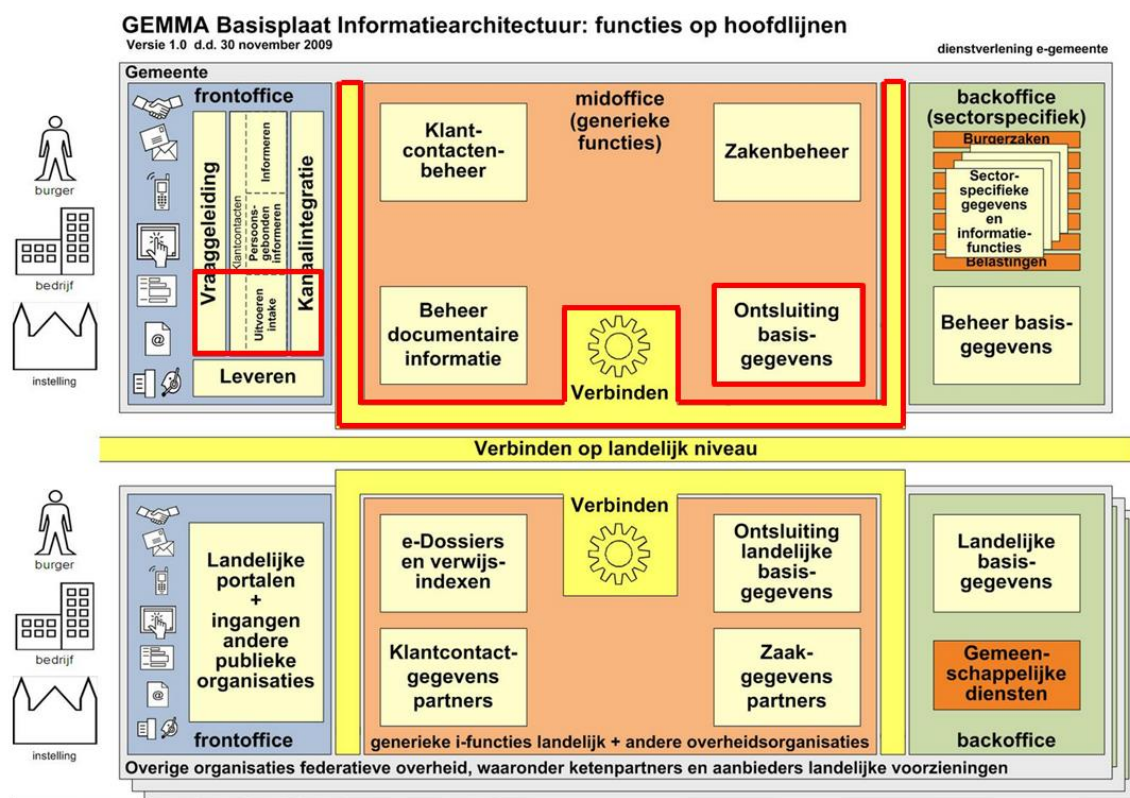 GEMMA Basisplaat Informatiearchitectuur: functies op hoofdlijnen
Versie 1.0 d.d. 30 november 2009
dienstverlening e-gemeente
Gemeente
burger
bedrijf
instelling
frontoffice
Vraaggeleiding
Klantcontacten
Informeren
Persoons-
gebonden
informeren
Uitvoeren
intake
Kanaalintegratie
@
Leveren
midoffice
(generieke
functies)
Klant-
contacten-
beheer
Zakenbeheer
Beheer
documentaire
informatie
Verbinden
Ontsluiting
basis-
gegevens
backoffice
(sectorspecifiek)
Burgerzaken
Sector-
specifieke
gegevens
en
informatie-
functies
Belastingen
Beheer basis-
gegevens
Verbinden op landelijk niveau
burger
bedrijf
instelling
@
Landelijke
portalen
+
ingangen
andere
publieke
organisaties
frontoffice
e-Dossiers
en verwijs-
indexen
Verbinden
Ontsluiting
landelijke
basis-
gegevens
Klantcontact-
gegevens
partners
Zaak-
gegevens
partners
generieke i-functies landelijk + andere overheidsorganisaties
Landelijke
basis-
gegevens
Gemeen-
schappelijke
diensten
backoffice
Overige organisaties federatieve overheid, waaronder ketenpartners en aanbieders landelijke voorzieningen